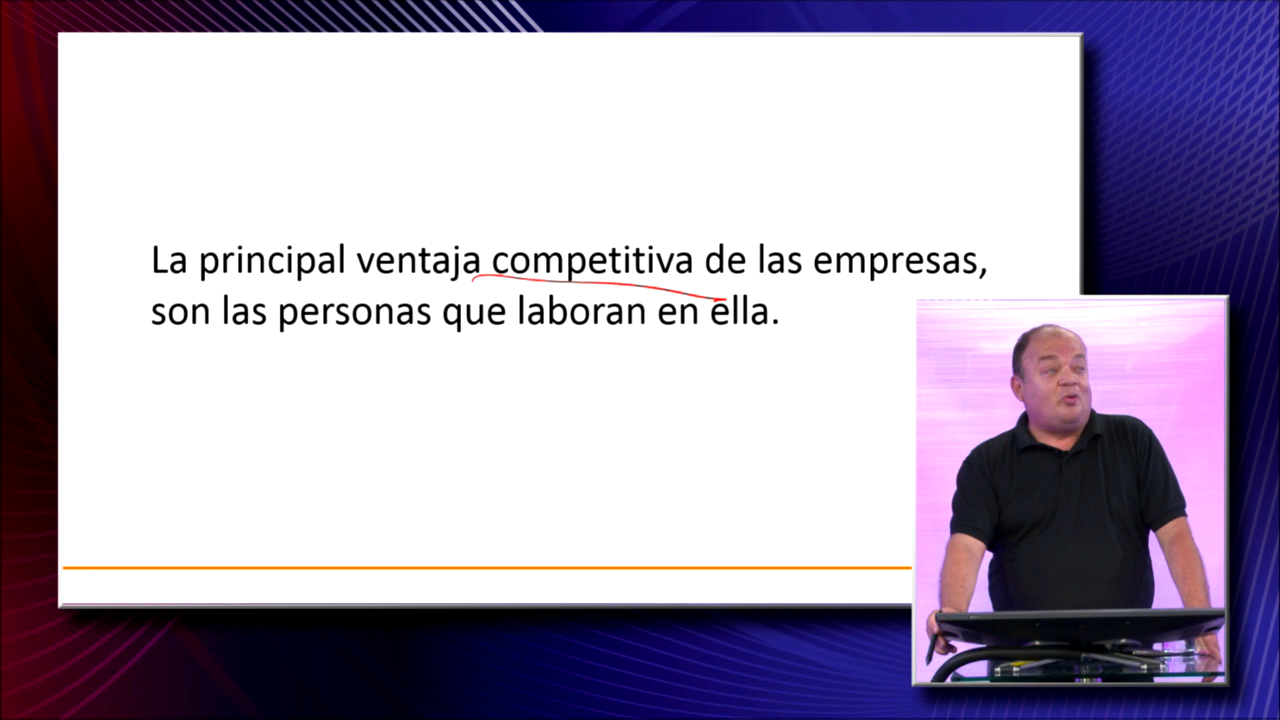 La principal ventaja competitiva de las empresas,
son las personas que laboran en ella.